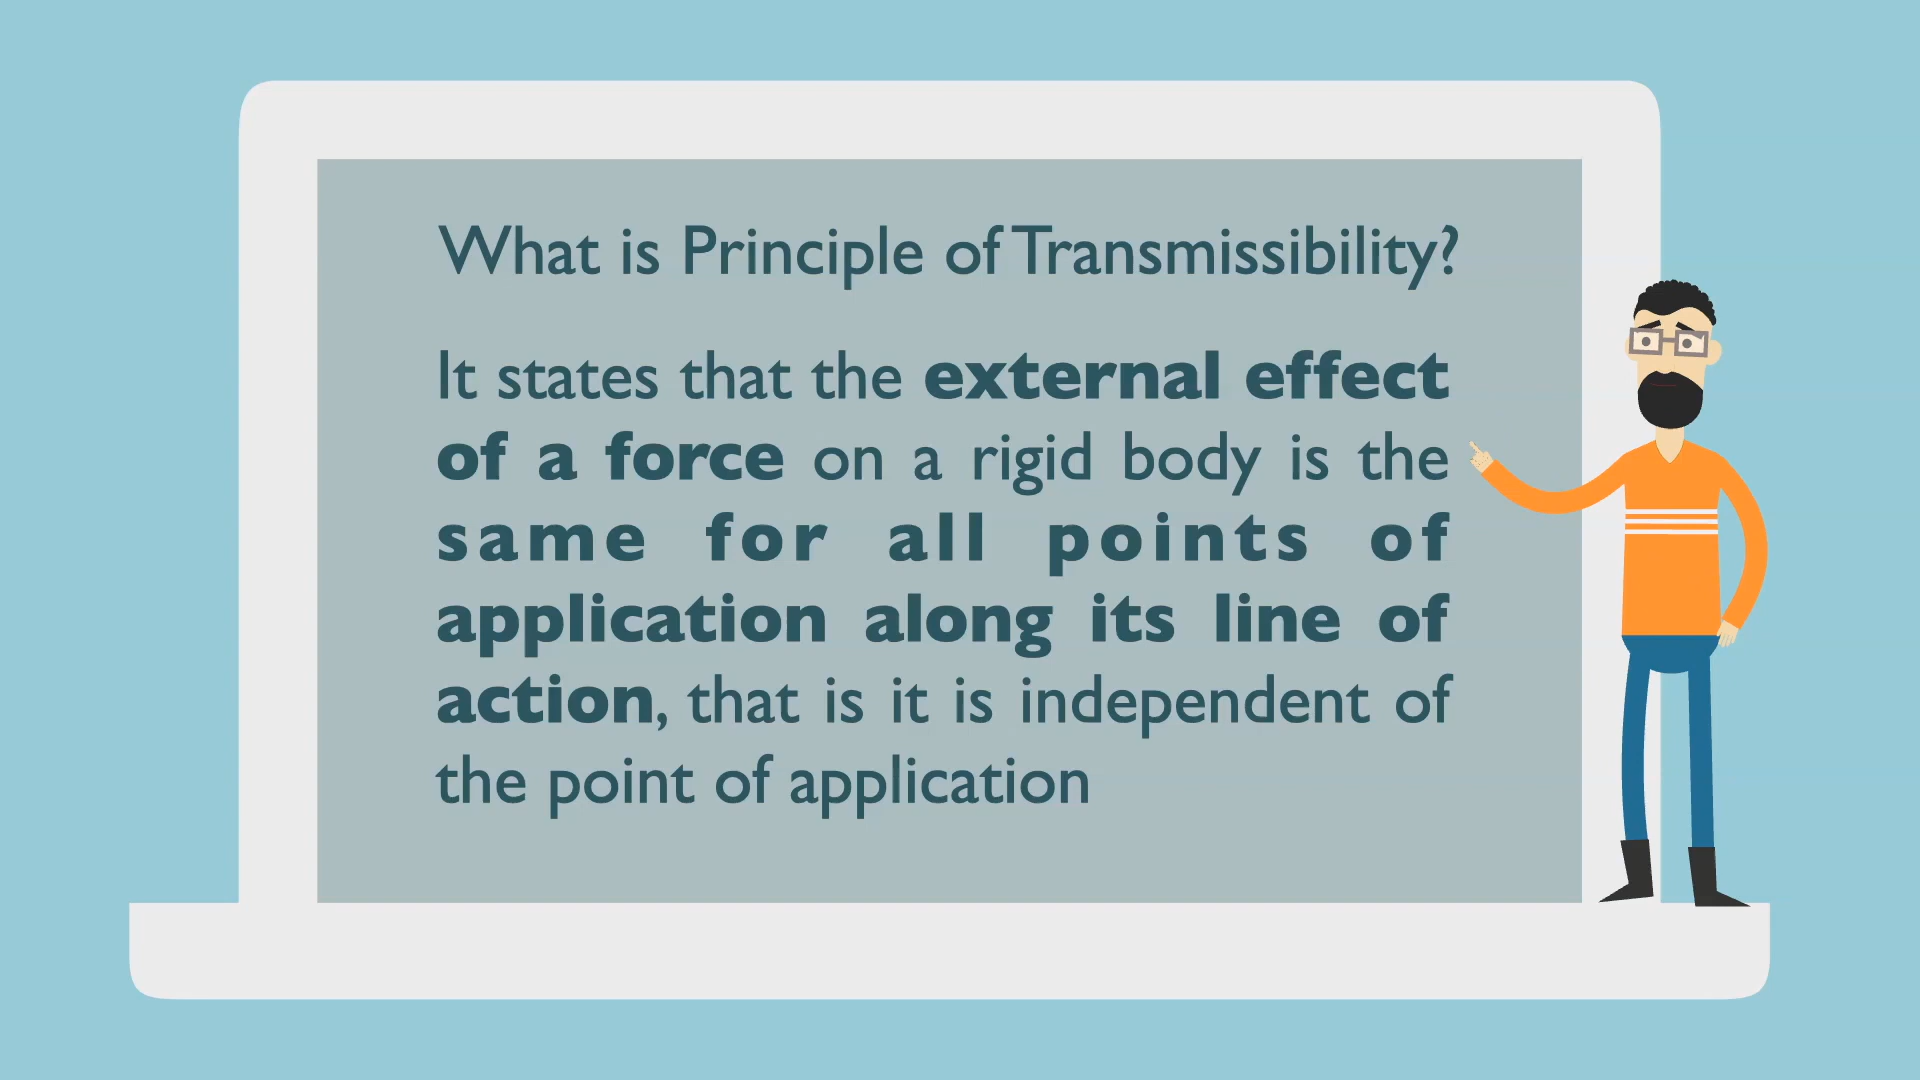 What is Principle of Transmissibility?
It states that the external effect
of a force on a rigid body is the
same for all points of
application along its line of
action, that is it is independent of
the point of application